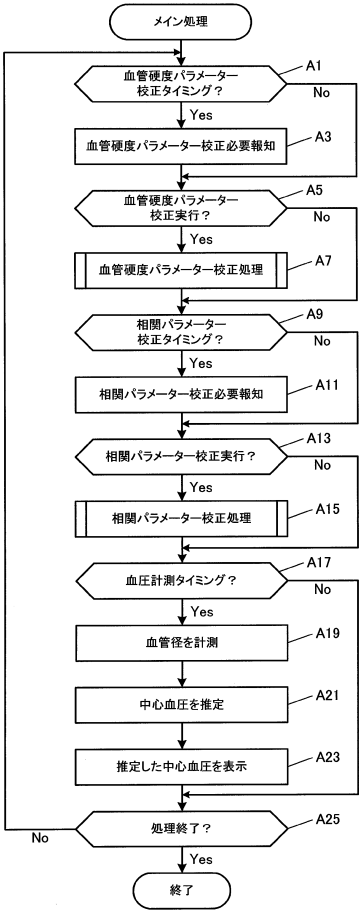 メイン処理
血管硬度パラメーター
校正タイミング？
A1
No
Yes
血管硬度パラメーター校正必要報知
A3
血管硬度パラメーター
校正実行？
A5
No
Yes
血管硬度パラメーター校正処理
A7
相関パラメーター
校正タイミング？
A9
No
Yes
相関パラメーター校正必要報知
A11
相関パラメーター校正実行？
A13
No
Yes
相関パラメーター校正処理
A15
血圧計測タイミング？
A17
No
Yes
血管径を計測
A19
中心血圧を推定
A21
推定した中心血圧を表示
A23
処理終了？
A25
No
Yes
終了